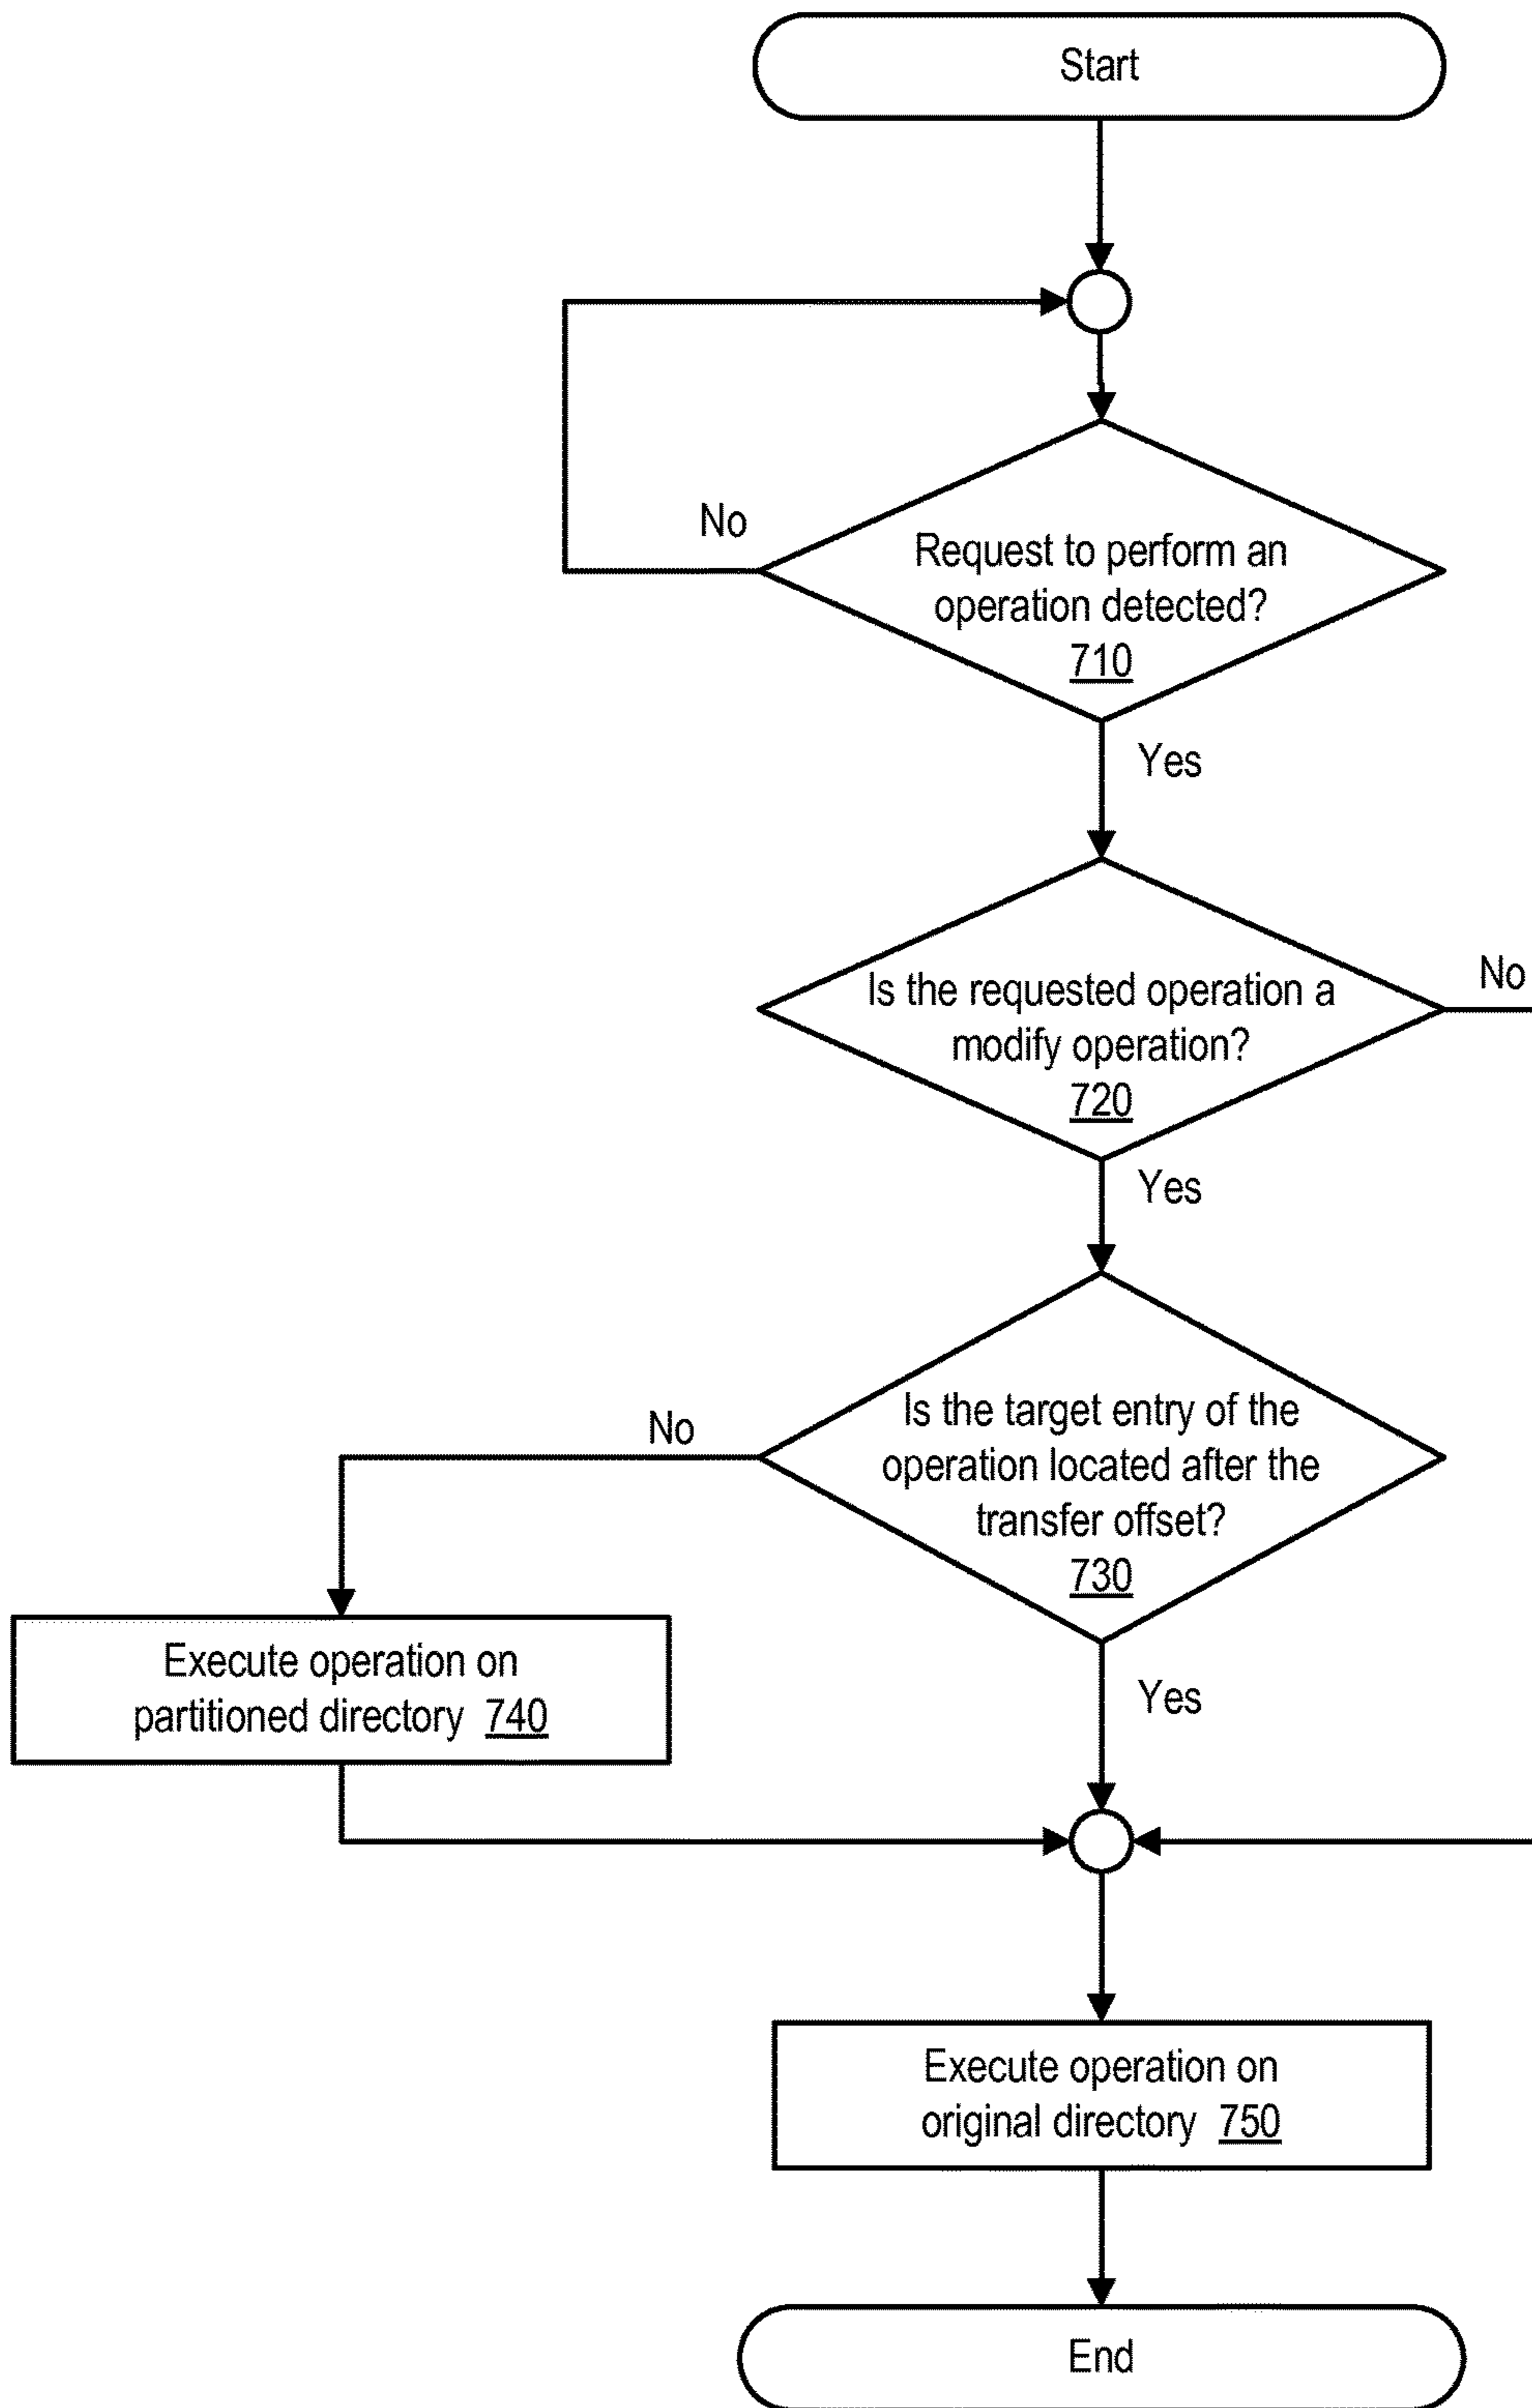 Start
No
Request to perform an
operation detected?
710
Yes
Is the requested operation a
modify operation?
720
No
Yes
Is the target entry of the
operation located after the
transfer offset?
730
No
Yes
Execute operation on
partitioned directory 740
Execute operation on
original directory 750
End